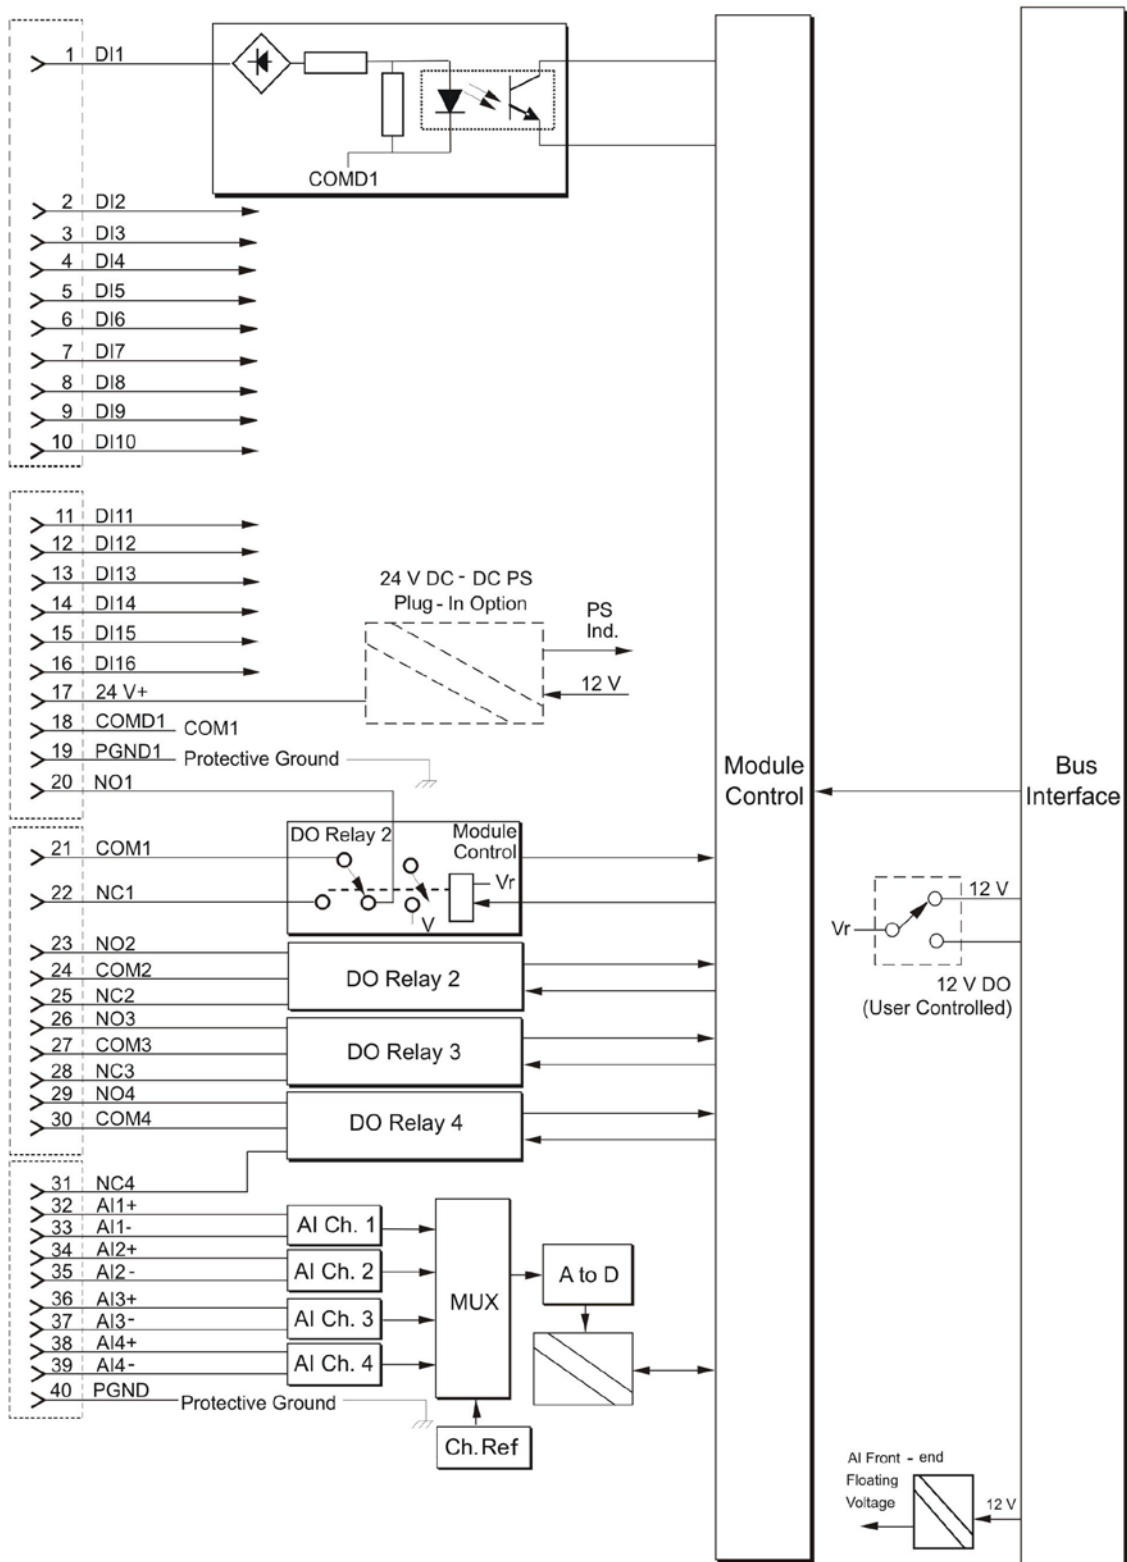 1 DI1
COMD1
2 DI2
3 DI3
4 DI4
5 DI5
6 DI6
7 DI7
8 DI8
9 DI9
10 DI10
11 DI11
12 DI12
13 DI13
14 DI14
15 DI15
16 DI16
17 24 V+
18 COMD1 COM1
19 PGND1 Protective Ground
20 NO1
24 V DC - DC PS
Plug - In Option
PS
Ind.
12 V
21 COM1
22 NC1
DO Relay 2
Module
Control
Vr
V
23 NO2
24 COM2
25 NC2
DO Relay 2
26 NO3
27 COM3
28 NC3
DO Relay 3
29 NO4
30 COM4
DO Relay 4
31 NC4
32 AI1+
33 AI1-
34 AI2+
35 AI2-
36 AI3+
37 AI3-
38 AI4+
39 AI4-
40 PGND Protective Ground
AI Ch. 1
AI Ch. 2
AI Ch. 3
AI Ch. 4
MUX
A to D
Ch. Ref
Module
Control
Bus
Interface
12 V
Vr
12 V DO
(User Controlled)
AI Front - end
Floating
Voltage
12 V